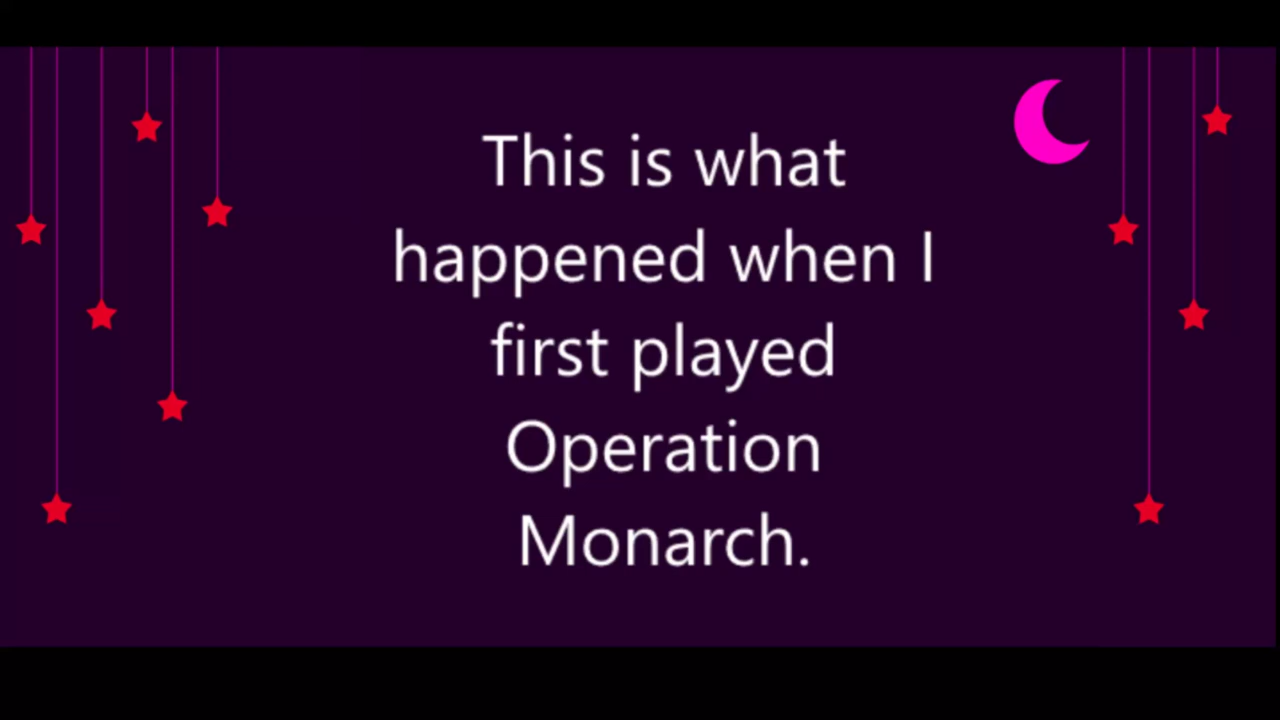 This is what
happened when I
first played
Operation
Monarch.